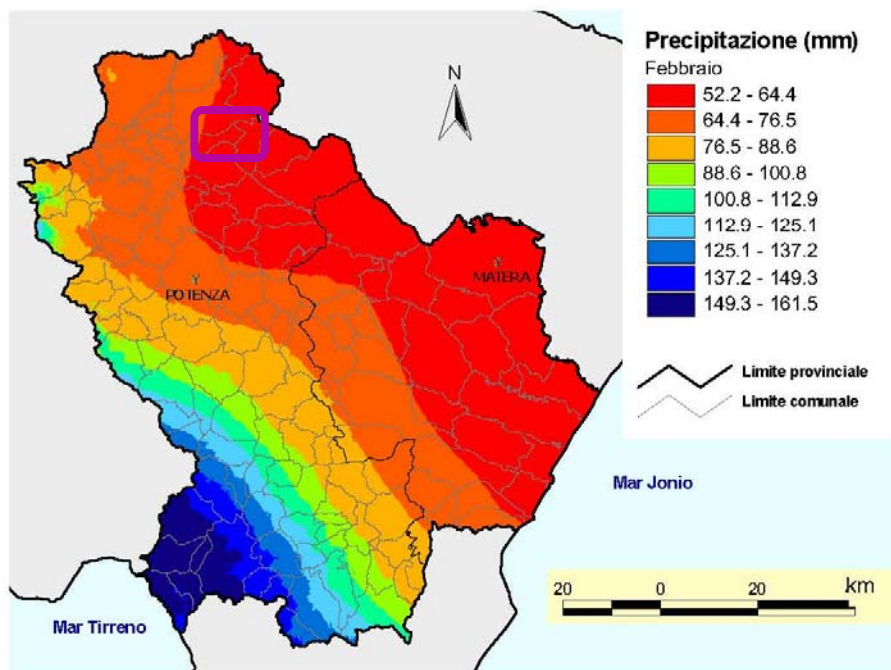 Precipitazione (mm)
Febbraio
52.2 - 64.4
64.4 - 76.5
76.5 - 88.6
88.6 - 100.8
100.8 - 112.9
112.9 - 125.1
125.1 - 137.2
137.2 - 149.3
149.3 - 161.5
Limite provinciale
Limite comunale
N
MATERA
POTENZA
Mar Jonio
Mar Tirreno
20 0 20 km